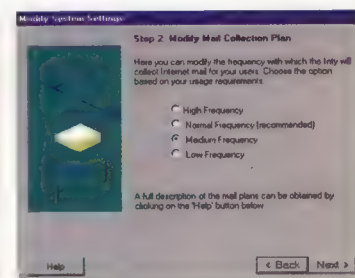 Modify System Settings
Step 2: Modify Mail Collection Plan
Here you can modify the frequency with which the Inty will
collect Internet mail for your users. Choose the option
based on your usage requirements.
High Frequency
Normal Frequency (recommended)
Medium Frequency
Low Frequency
A full description of the mail plans can be obtained by
clicking on the 'Help' button below
Help
< Back
Next >